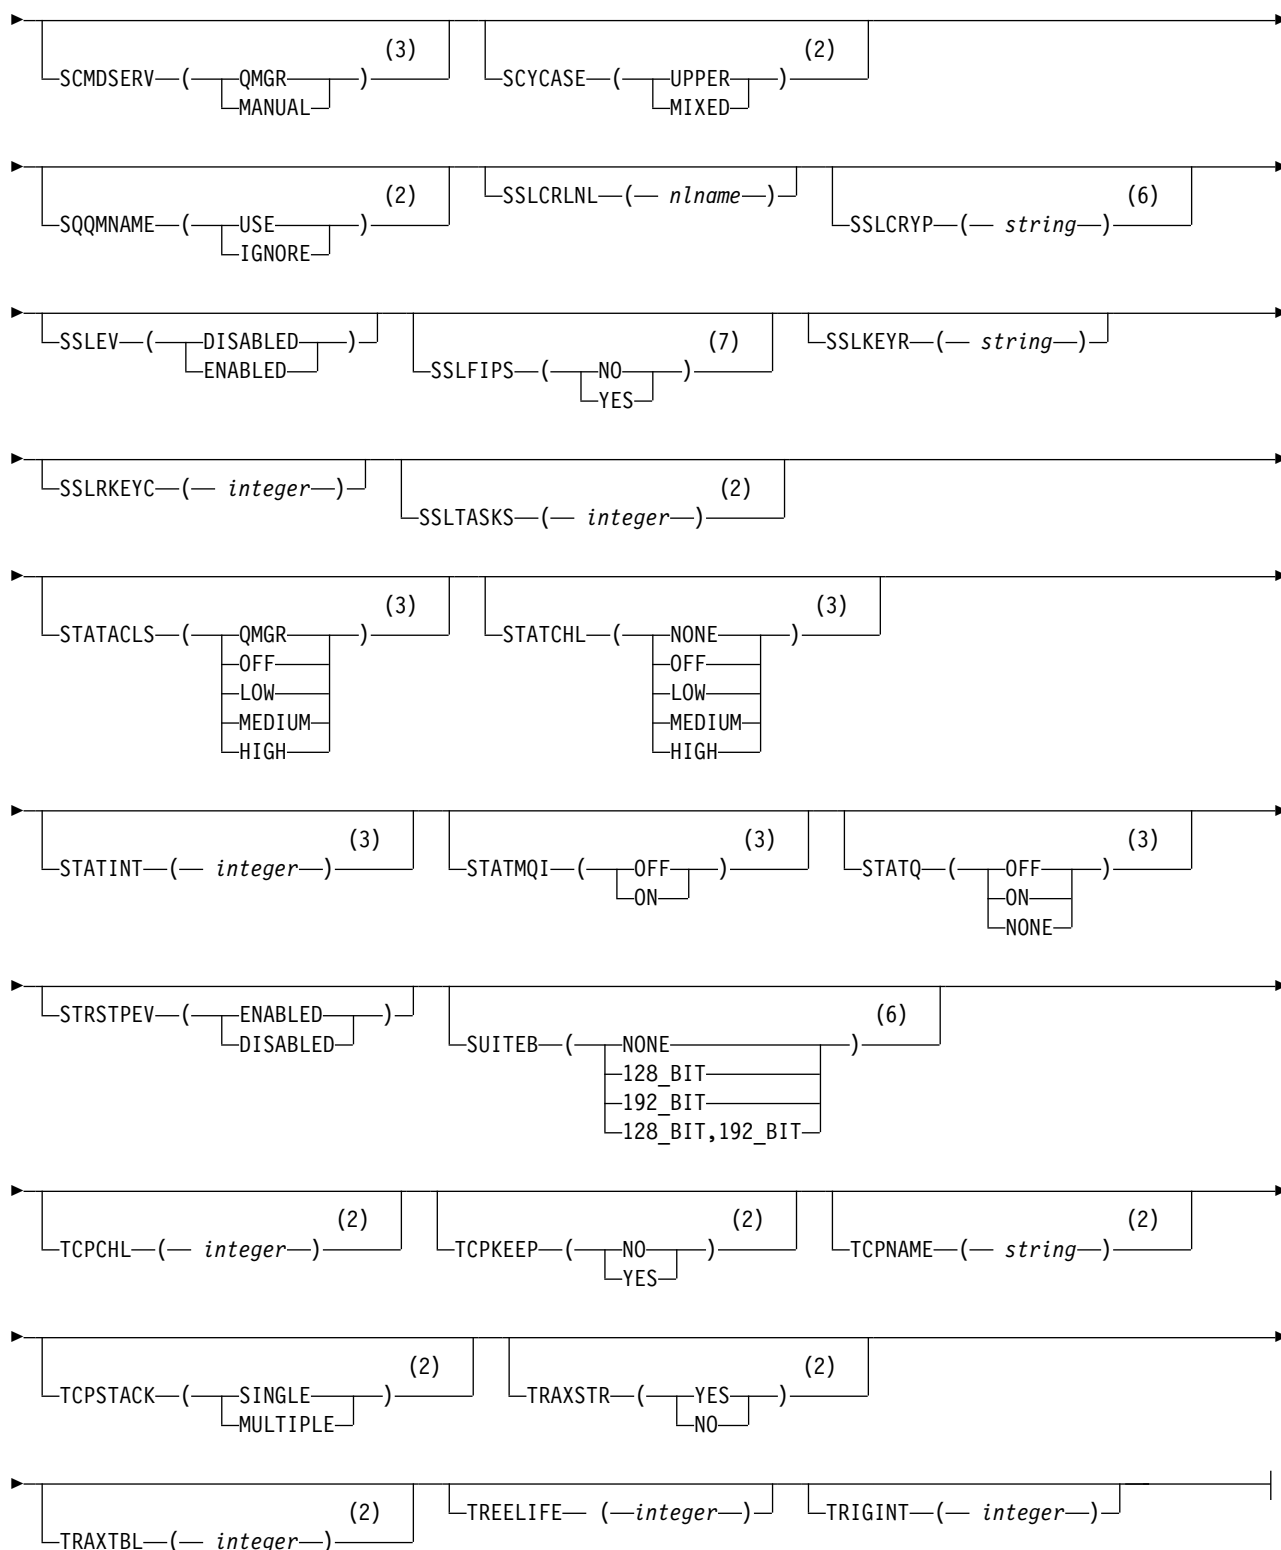 (3) (2)
SCMDSERV ( QMGR ) SCYCASE ( UPPER )
MANUAL MIXED
(2) (6)
SQQMNAME ( USE ) SSLCRLNL ( nlname ) SSLCRYP ( string )
IGNORE
(7)
SSLEV ( DISABLED ) SSLFIPS ( NO ) SSLKEYR ( string )
ENABLED YES
(2)
SSLRKEYC ( integer ) SSLTASKS ( integer )
(3) (3)
STATACLS ( QMGR ) STATCHL ( NONE )
OFF OFF
LOW LOW
MEDIUM MEDIUM
HIGH HIGH
(3) (3) (3)
STATINT ( integer ) STATMQI ( OFF ) STATQ ( OFF )
ON ON
NONE
(6)
STRSTPEV ( ENABLED ) SUITEB ( NONE )
DISABLED 128_BIT
192_BIT
128_BIT,192_BIT
(2) (2) (2)
TCPCHL ( integer ) TCPKEEP ( NO ) TCPNAME ( string )
YES
(2) (2)
TCPSTACK ( SINGLE ) TRAXSTR ( YES )
MULTIPLE NO
(2)
TRAXTBL ( integer ) TREELIFE ( integer ) TRIGINT ( integer )